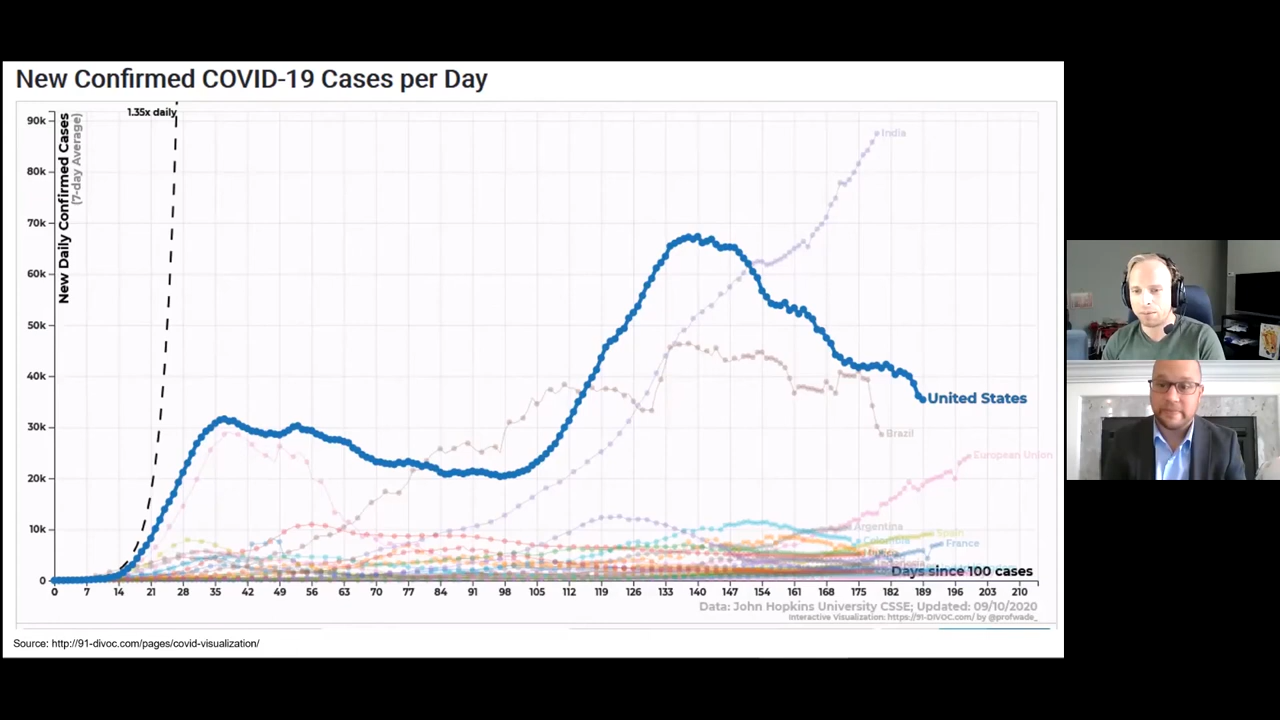 New Confirmed COVID-19 Cases per Day
1.35x daily
New Daily Confirmed Cases
(7-day Average)
90k
80k
70k
60k
50k
40k
30k
20k
10k
0
India
United States
Brazil
European Union
Argentina
Colombia
Spain
France
Days since 100 cases
0 7 14 21 28 35 42 49 56 63 70 77 84 91 98 105 112 119 126 133 140 147 154 161 168 175 182 189 196 203 210
Data: John Hopkins University CSSE; Updated: 09/10/2020
Interactive Visualization: https://91-DIVOC.com/ by @profwade_
Source: http://91-divoc.com/pages/covid-visualization/